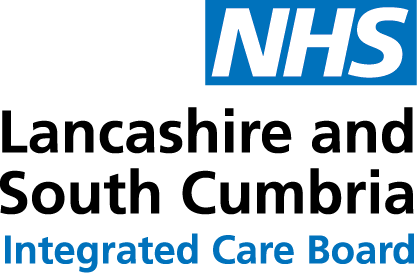 NHS
Lancashire and
South Cumbria
Integrated Care Board